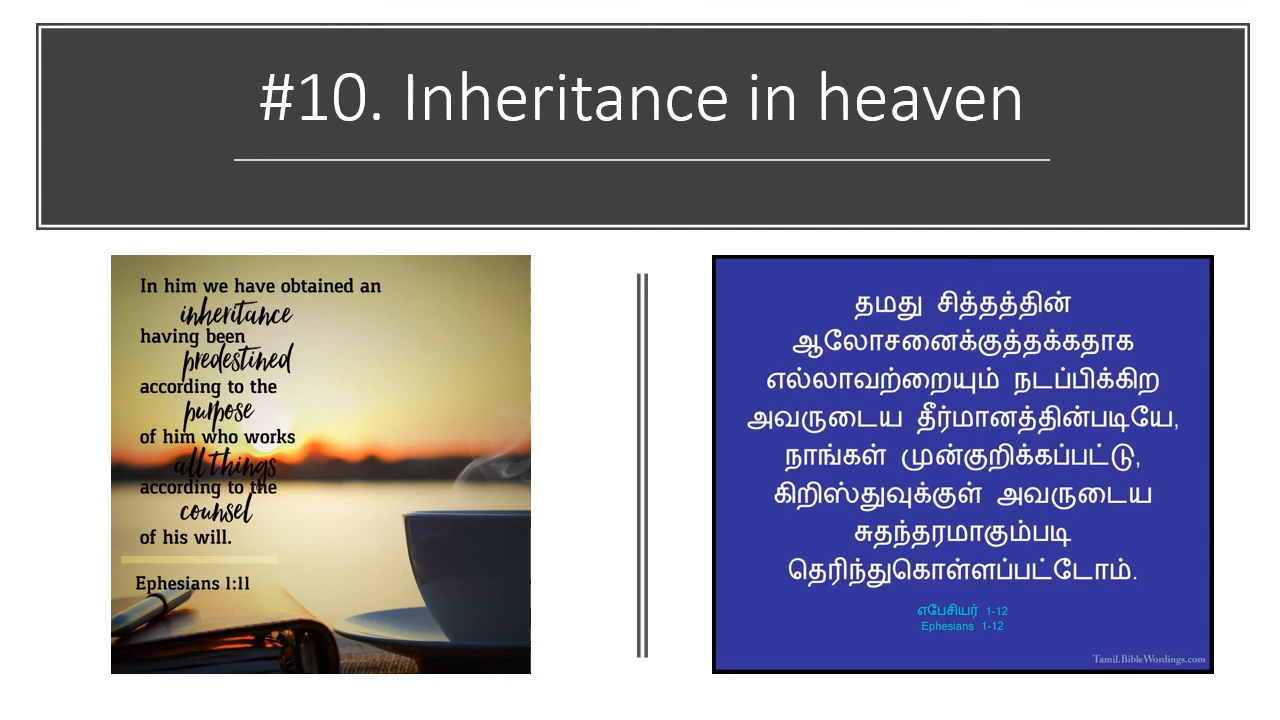 #10. Inheritance in heaven
In him we have obtained an
inheritance
having been
predestined
according to the
purpose
of him who works
all things
according to the
counsel
of his will.
Ephesians 1:11
தமது சித்தத்தின்
ஆலோசனைக்குத்தக்கதாக
எல்லாவற்றையும் நடப்பிக்கிற
அவருடைய தீர்மானத்தின்படியே,
நாங்கள் முன்குறிக்கப்பட்டு,
கிறிஸ்துவுக்குள் அவருடைய
சுதந்தரமாகும்படி
தெரிந்துகொள்ளப்பட்டோம்.
எபேசியர் 1-12
Ephesians 1-12
Tamil.BibleWordings.com